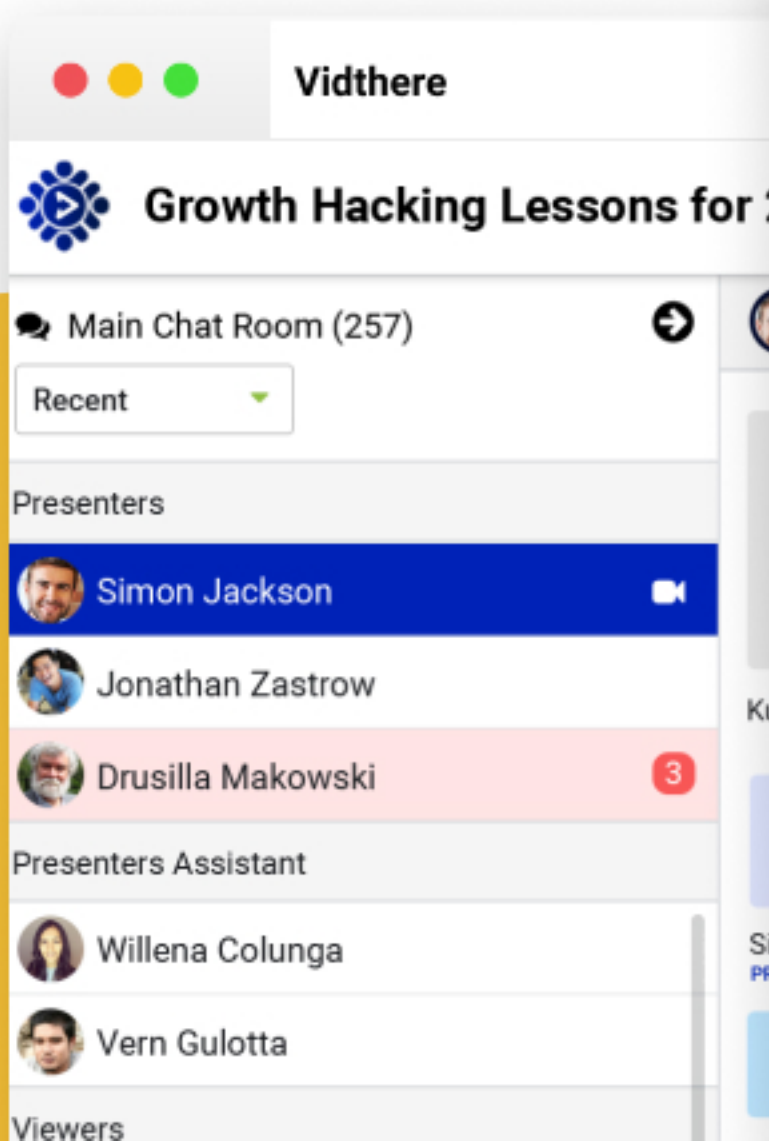 Vidthere
Growth Hacking Lessons for
Main Chat Room (257)
Recent
Presenters
Simon Jackson
Jonathan Zastrow
Drusilla Makowski
3
Presenters Assistant
Willena Colunga
Vern Gulotta
Viewers